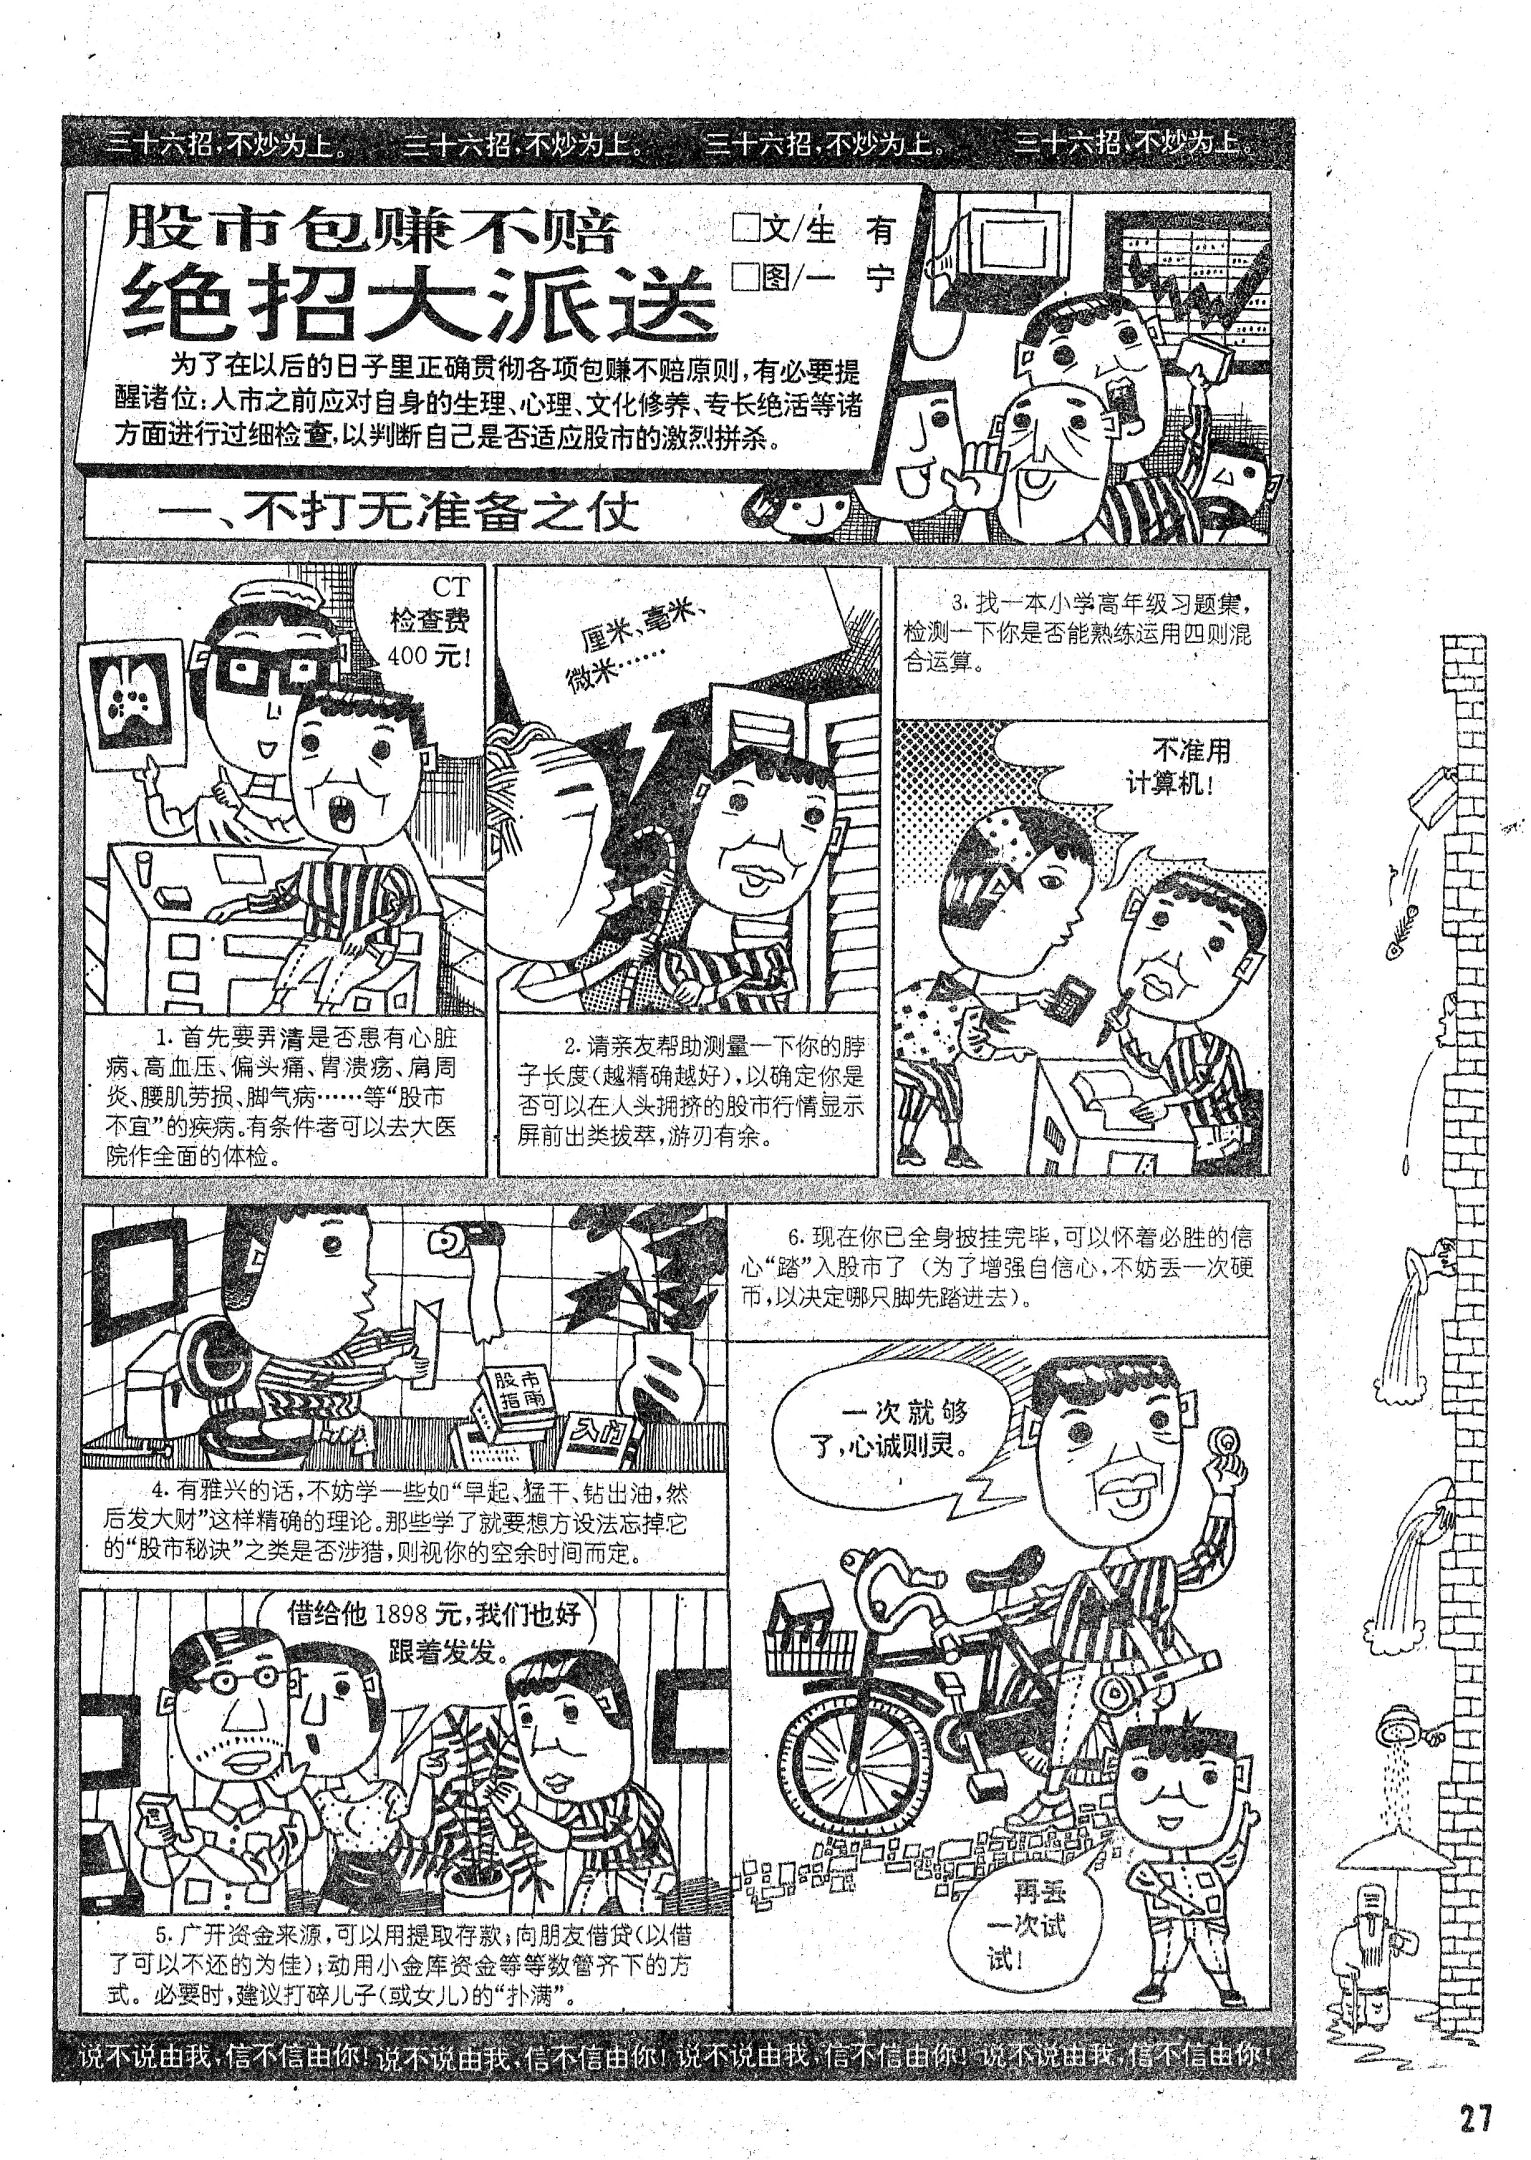 三十六招，不炒为上。 三十六招，不炒为上。 三十六招，不炒为上。 三十六招，不炒为上。
股市包赚不赔
绝招大派送
□文/生 有
□图/一 宁
为了在以后的日子里正确贯彻各项包赚不赔原则，有必要提
醒诸位：入市之前应对自身的生理、心理、文化修养、专长绝活等诸
方面进行过细检查，以判断自己是否适应股市的激烈拼杀。
一、不打无准备之仗
CT
检查费
400元！
1. 首先要弄清是否患有心脏
病、高血压、偏头痛、胃溃疡、肩周
炎、腰肌劳损、脚气病……等“股市
不宜”的疾病。有条件者可以去大医
院作全面的体检。
厘米、毫米、
微米……
2. 请亲友帮助测量一下你的脖
子长度（越精确越好），以确定你是
否可以在人头拥挤的股市行情显示
屏前出类拔萃，游刃有余。
3. 找一本小学高年级习题集，
检测一下你是否能熟练运用四则混
合运算。
不准用
计算机！
股市
指南
入门
4. 有雅兴的话，不妨学一些如“早起、猛干、钻出油，然
后发大财”这样精确的理论。那些学了就要想方设法忘掉它
的“股市秘诀”之类是否涉猎，则视你的空余时间而定。
借给他1898元，我们也好
跟着发发。
5. 广开资金来源，可以用提取存款；向朋友借贷（以借
了可以不还的为佳）；动用小金库资金等等数管齐下的方
式。必要时，建议打碎儿子（或女儿）的“扑满”。
6. 现在你已全身披挂完毕，可以怀着必胜的信
心“踏”入股市了（为了增强自信心，不妨丢一次硬
币，以决定哪只脚先踏进去）。
一次就够
了，心诚则灵。
再丢
一次试
试！
说不说由我，信不信由你！说不说由我，信不信由你！说不说由我，信不信由你！说不说由我，信不信由你！
27